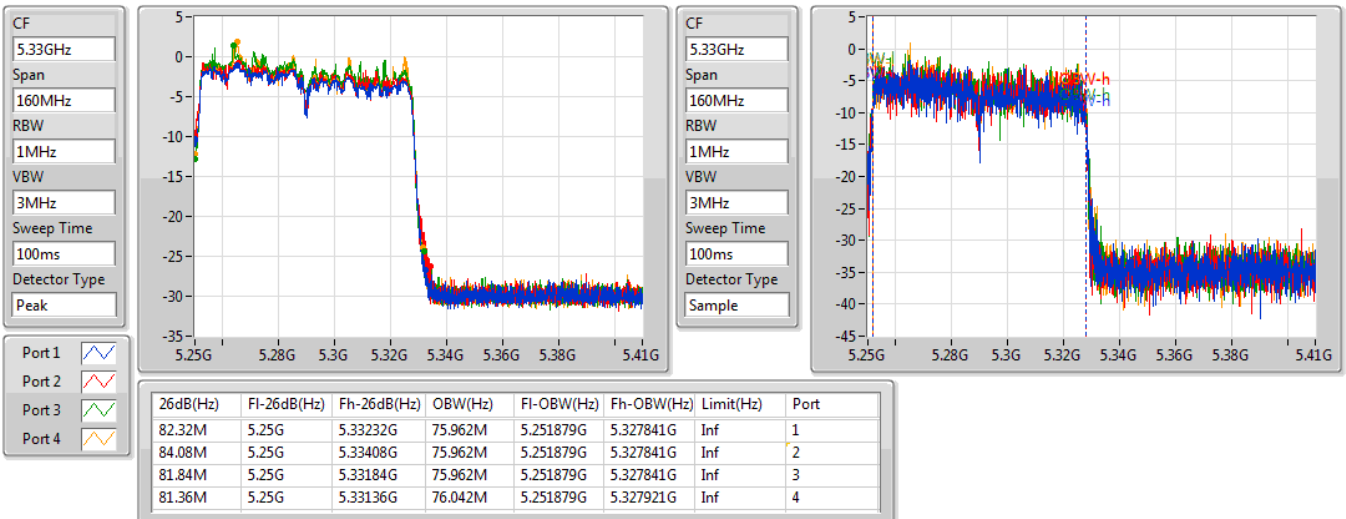 CF
5.33GHz
Span
160MHz
RBW
1MHz
VBW
3MHz
Sweep Time
100ms
Detector Type
Peak
5
0
-5
-10
-15
-20
-25
-30
-35
5.25G 5.28G 5.3G 5.32G 5.34G 5.36G 5.38G 5.41G
CF
5.33GHz
Span
160MHz
RBW
1MHz
VBW
3MHz
Sweep Time
100ms
Detector Type
Sample
5
0
-5
-10
-15
-20
-25
-30
-35
-40
-45
5.25G 5.28G 5.3G 5.32G 5.34G 5.36G 5.38G 5.41G
Port 1
Port 2
Port 3
Port 4
26dB(Hz) Fl-26dB(Hz) Fh-26dB(Hz) OBW(Hz) Fl-OBW(Hz) Fh-OBW(Hz) Limit(Hz) Port
82.32M 5.25G 5.33232G 75.962M 5.251879G 5.327841G Inf 1
84.08M 5.25G 5.33408G 75.962M 5.251879G 5.327841G Inf 2
81.84M 5.25G 5.33184G 75.962M 5.251879G 5.327841G Inf 3
81.36M 5.25G 5.33136G 76.042M 5.251879G 5.327921G Inf 4